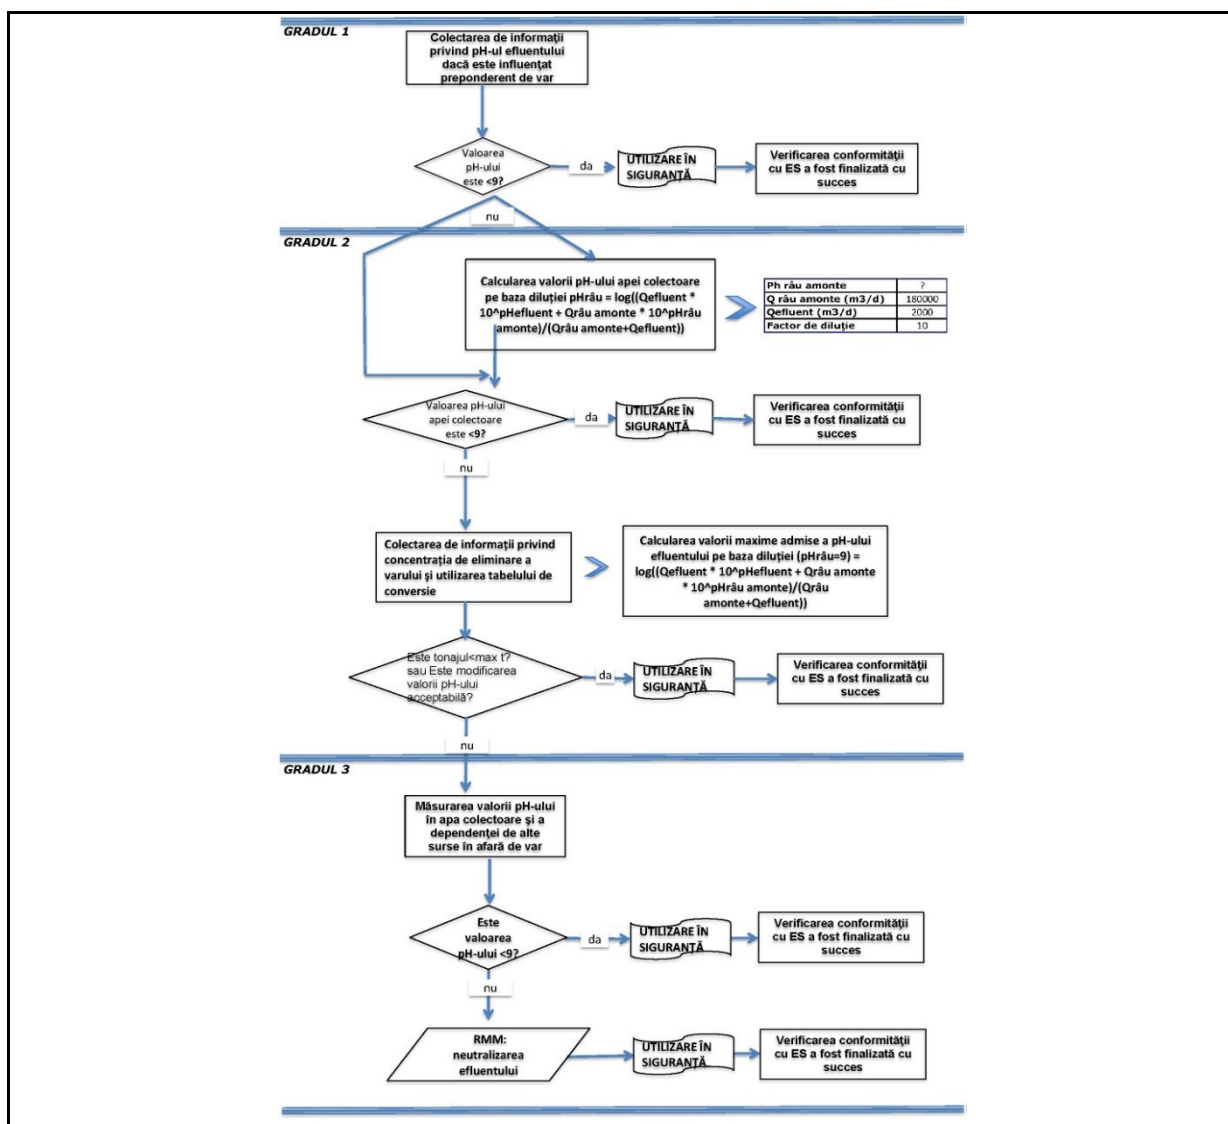 GRADUL 1
Colectarea de informații
privind pH-ul efluentului
dacă este influențat
preponderent de var
Valoarea
pH-ului
este <9?
da
UTILIZARE ÎN
SIGURANȚĂ
Verificarea conformității
cu ES a fost finalizată cu
succes
nu
GRADUL 2
Calcularea valorii pH-ului apei colectoare
pe baza diluției pHrâu = log((Qefluent *
10^pHefluent + Qrâu amonte * 10^pHrâu
amonte)/(Qrâu amonte+Qefluent))
Ph râu amonte ?
Q râu amonte (m3/d) 180000
Qefluent (m3/d) 2000
Factor de diluție 10
Valoarea pH-ului
apei colectoare
este <9?
da
UTILIZARE ÎN
SIGURANȚĂ
Verificarea conformității
cu ES a fost finalizată cu
succes
nu
Colectarea de informații privind
concentrația de eliminare a
varului și utilizarea tabelului de
conversie
Calcularea valorii maxime admise a pH-ului
efluentului pe baza diluției (pHrâu=9) =
log((Qefluent * 10^pHefluent + Qrâu amonte
* 10^pHrâu amonte)/(Qrâu
amonte+Qefluent))
Este tonajul<max t?
sau Este modificarea
valorii pH-ului
acceptabilă?
da
UTILIZARE ÎN
SIGURANȚĂ
Verificarea conformității
cu ES a fost finalizată cu
succes
nu
GRADUL 3
Măsurarea valorii pH-ului
în apa colectoare şi a
dependenței de alte
surse în afară de var
Este
valoarea
pH-ului <9?
da
UTILIZARE ÎN
SIGURANȚĂ
Verificarea conformității
cu ES a fost finalizată cu
succes
nu
RMM:
neutralizarea
efluentului
UTILIZARE ÎN
SIGURANȚĂ
Verificarea conformității
cu ES a fost finalizată cu
succes